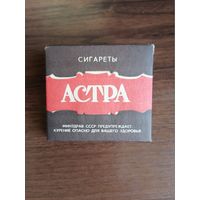 СИГАРЕТЫ
АСТРА
МИНЗДРАВ СССР ПРЕДУПРЕЖДАЕТ:
КУРЕНИЕ ОПАСНО ДЛЯ ВАШЕГО ЗДОРОВЬЯ